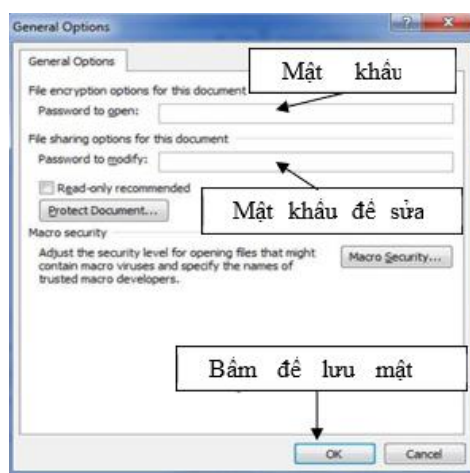 General Options
General Options
Mật khẩu
File encryption options for this document
Password to open:
File sharing options for this document
Password to modify:
Read-only recommended
Protect Document...
Mật khẩu để sửa
Macro security
Adjust the security level for opening files that might
contain macro viruses and specify the names of
trusted macro developers.
Macro Security...
Bấm để lưu mật
OK
Cancel